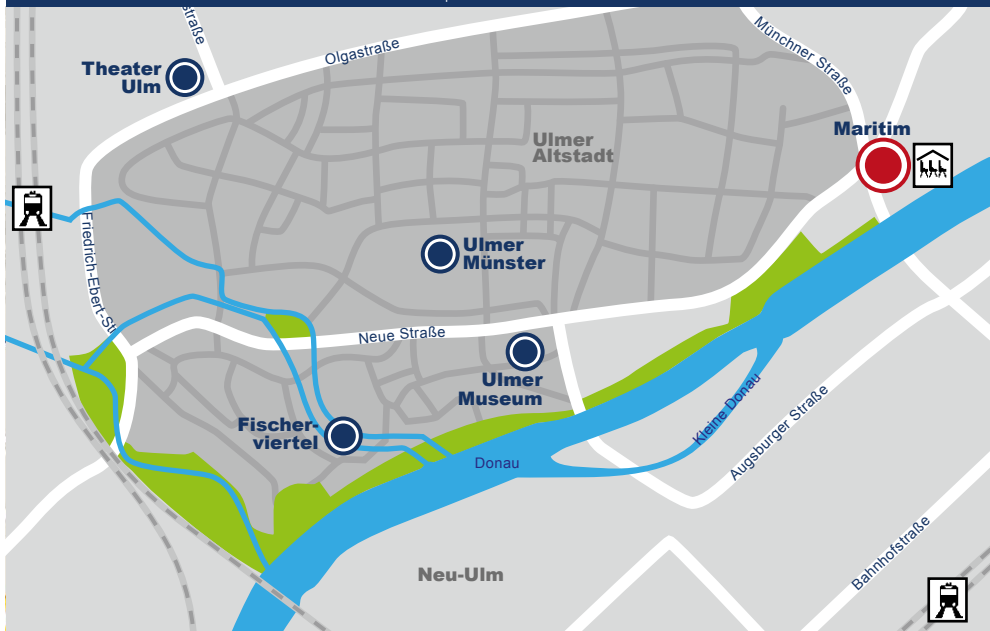 straße
Olgastraße
Münchner Straße
Theater
Ulm
Maritim
Ulmer
Altstadt
Friedrich-Ebert-Str
Ulmer
Münster
Neue Straße
Ulmer
Museum
Fischer-
viertel
Donau
Kleine Donau
Augsburger Straße
Bahnhofstraße
Neu-Ulm